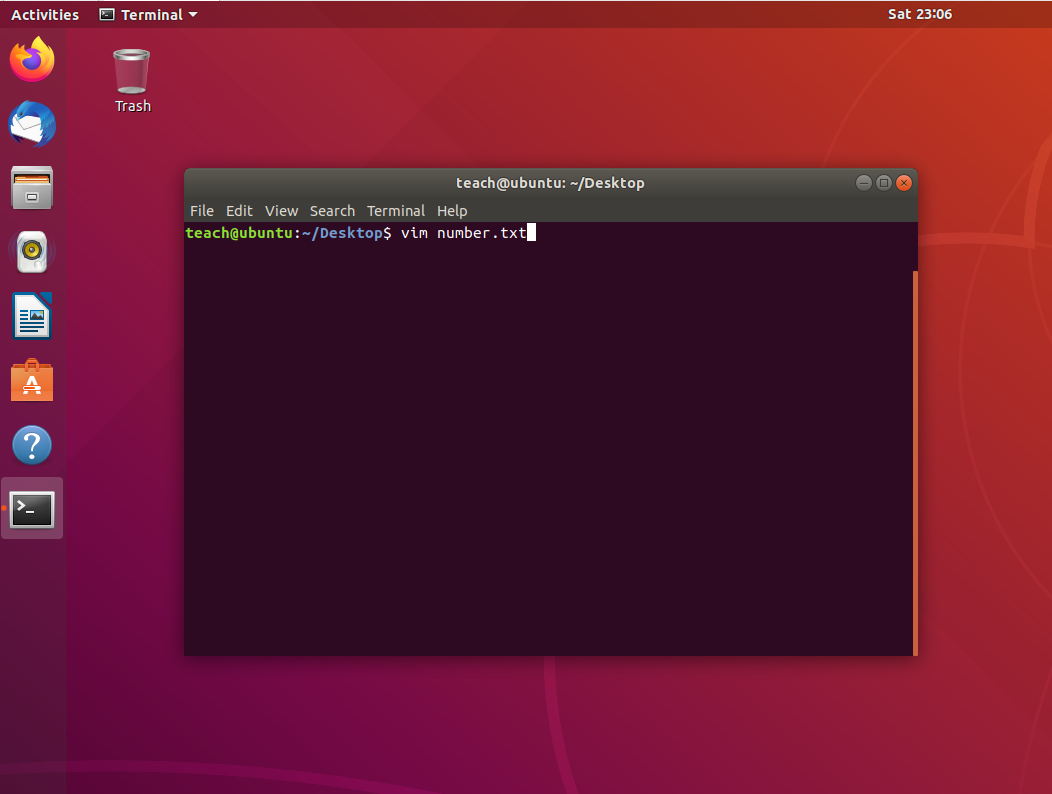 Activities Terminal Sat 23:06
Trash
teach@ubuntu: ~/Desktop
File Edit View Search Terminal Help
teach@ubuntu:~/Desktop$ vim number.txt